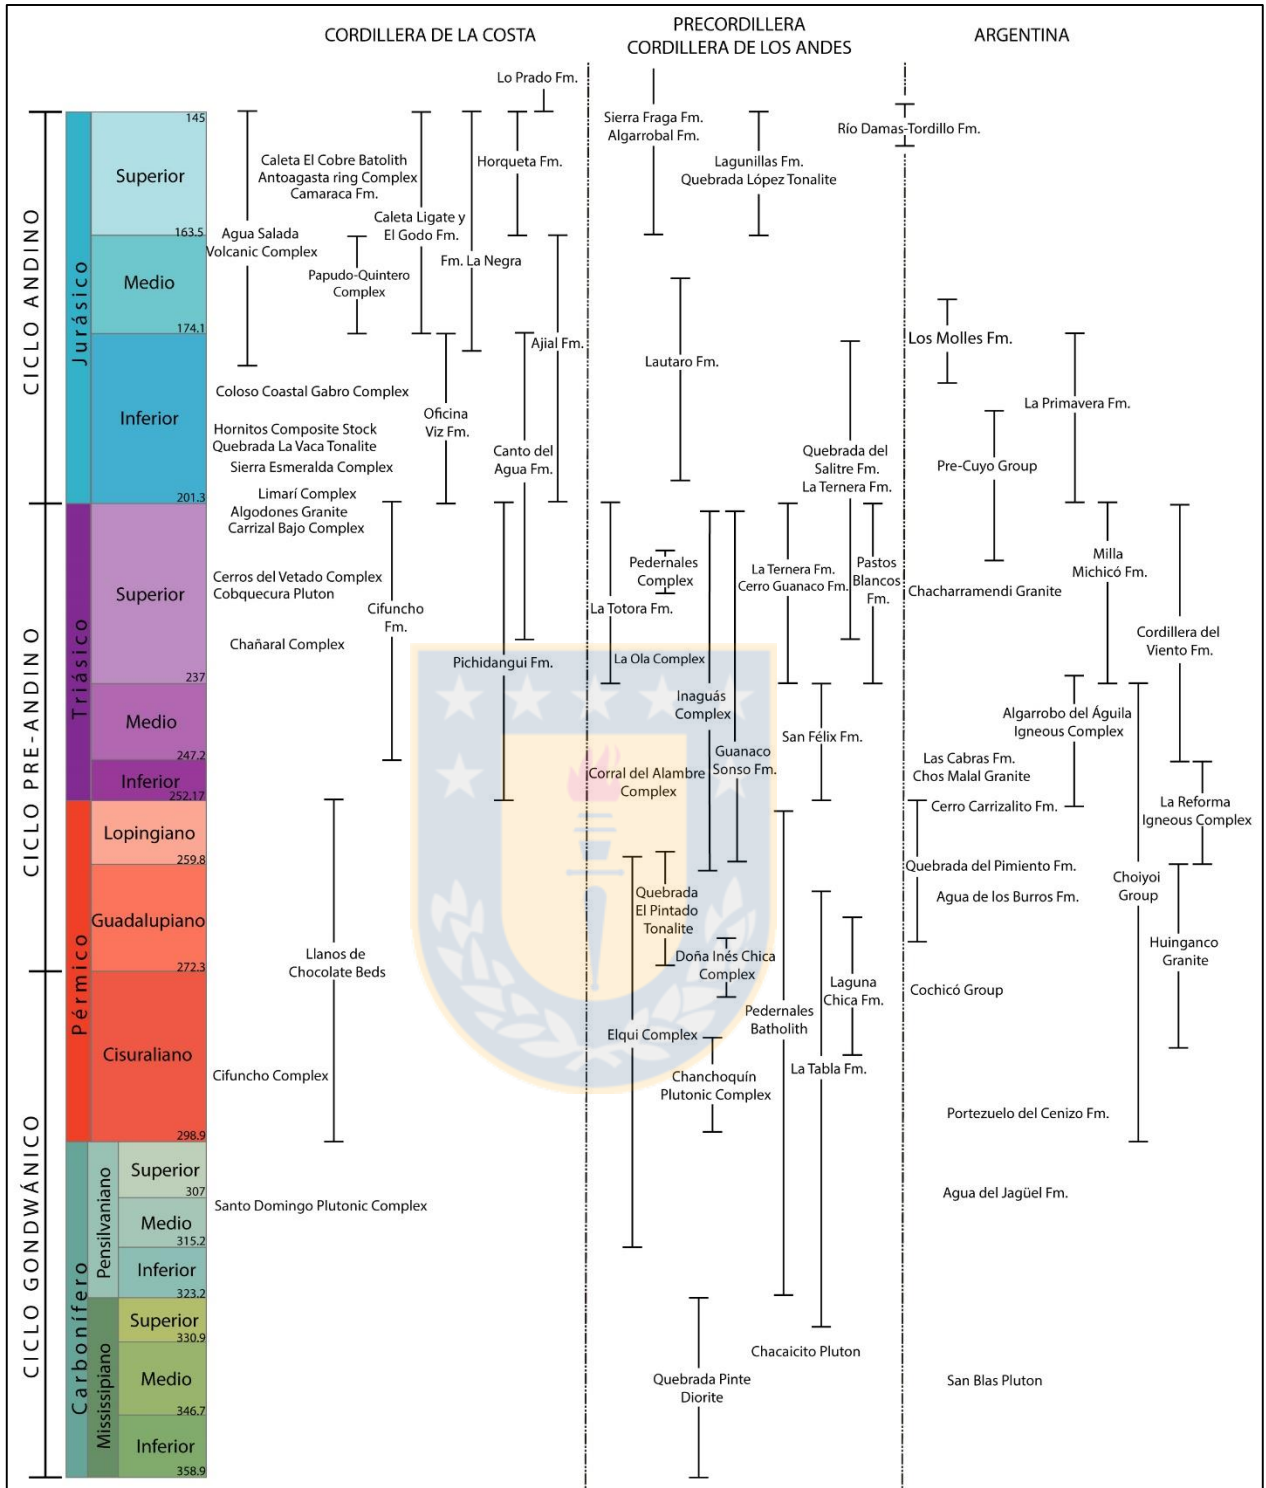 CORDILLERA DE LA COSTA
PRECORDILLERA
CORDILLERA DE LOS ANDES
ARGENTINA
CICLO ANDINO
CICLO PRE-ANDINO
CICLO GONDWÁNICO
Jurásico
Triásico
Pérmico
Carbonífero
Pensilvaniano
Mississipiano
145
Superior
163.5
Medio
174.1
Inferior
201.3
Superior
237
Medio
247.2
Inferior
252.17
Lopingiano
259.8
Guadalupiano
272.3
Cisuraliano
298.9
Superior
307
Medio
315.2
Inferior
323.2
Superior
330.9
Medio
346.7
Inferior
358.9
Lo Prado Fm.
Caleta El Cobre Batolith
Antoagasta ring Complex
Camaraca Fm.
Horqueta Fm.
Agua Salada
Volcanic Complex
Caleta Ligate y
El Godo Fm.
Fm. La Negra
Papudo-Quintero
Complex
Ajial Fm.
Coloso Coastal Gabro Complex
Oficina
Viz Fm.
Hornitos Composite Stock
Quebrada La Vaca Tonalite
Canto del
Agua Fm.
Sierra Esmeralda Complex
Limarí Complex
Algodones Granite
Carrizal Bajo Complex
Cerros del Vetado Complex
Cobquecura Pluton
Cifuncho
Fm.
Chañaral Complex
Pichidangui Fm.
Llanos de
Chocolate Beds
Cifuncho Complex
Santo Domingo Plutonic Complex
Sierra Fraga Fm.
Algarrobal Fm.
Lagunillas Fm.
Quebrada López Tonalite
Lautaro Fm.
Quebrada del
Salitre Fm.
La Ternera Fm.
Pedernales
Complex
La Ternera Fm.
Cerro Guanaco Fm.
Pastos
Blancos
Fm.
La Totora Fm.
La Ola Complex
Inaguás
Complex
San Félix Fm.
Guanaco
Sonso Fm.
Corral del Alambre
Complex
Quebrada
El Pintado
Tonalite
Doña Inés Chica
Complex
Laguna
Chica Fm.
Pedernales
Batholith
Elqui Complex
La Tabla Fm.
Chanchoquín
Plutonic Complex
Chacaicito Pluton
Quebrada Pinte
Diorite
Río Damas-Tordillo Fm.
Los Molles Fm.
La Primavera Fm.
Pre-Cuyo Group
Milla
Michicó Fm.
Chacharramendi Granite
Cordillera del
Viento Fm.
Algarrobo del Águila
Igneous Complex
Las Cabras Fm.
Chos Malal Granite
Cerro Carrizalito Fm.
La Reforma
Igneous Complex
Quebrada del Pimiento Fm.
Choiyoi
Group
Agua de los Burros Fm.
Huinganco
Granite
Cochicó Group
Portezuelo del Cenizo Fm.
Agua del Jagüel Fm.
San Blas Pluton